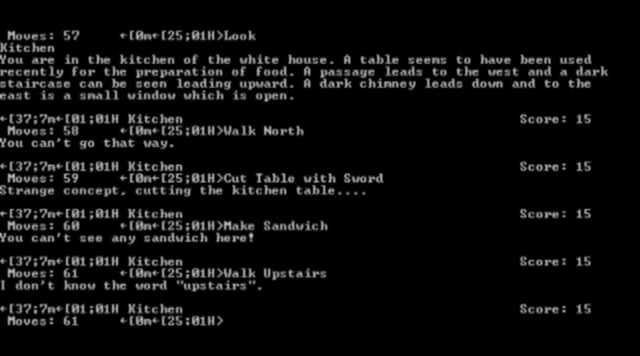 Moves: 57 ←[0m←[25;01H>Look
Kitchen
You are in the kitchen of the white house. A table seems to have been used
recently for the preparation of food. A passage leads to the west and a dark
staircase can be seen leading upward. A dark chimney leads down and to the
east is a small window which is open.
←[37;7m←[01;01H Kitchen Score: 15
Moves: 58 ←[0m←[25;01H>Walk North
You can't go that way.
←[37;7m←[01;01H Kitchen Score: 15
Moves: 59 ←[0m←[25;01H>Cut Table with Sword
Strange concept, cutting the kitchen table....
←[37;7m←[01;01H Kitchen Score: 15
Moves: 60 ←[0m←[25;01H>Make Sandwich
You can't see any sandwich here!
←[37;7m←[01;01H Kitchen Score: 15
Moves: 61 ←[0m←[25;01H>Walk Upstairs
I don't know the word "upstairs".
←[37;7m←[01;01H Kitchen Score: 15
Moves: 61 ←[0m←[25;01H>